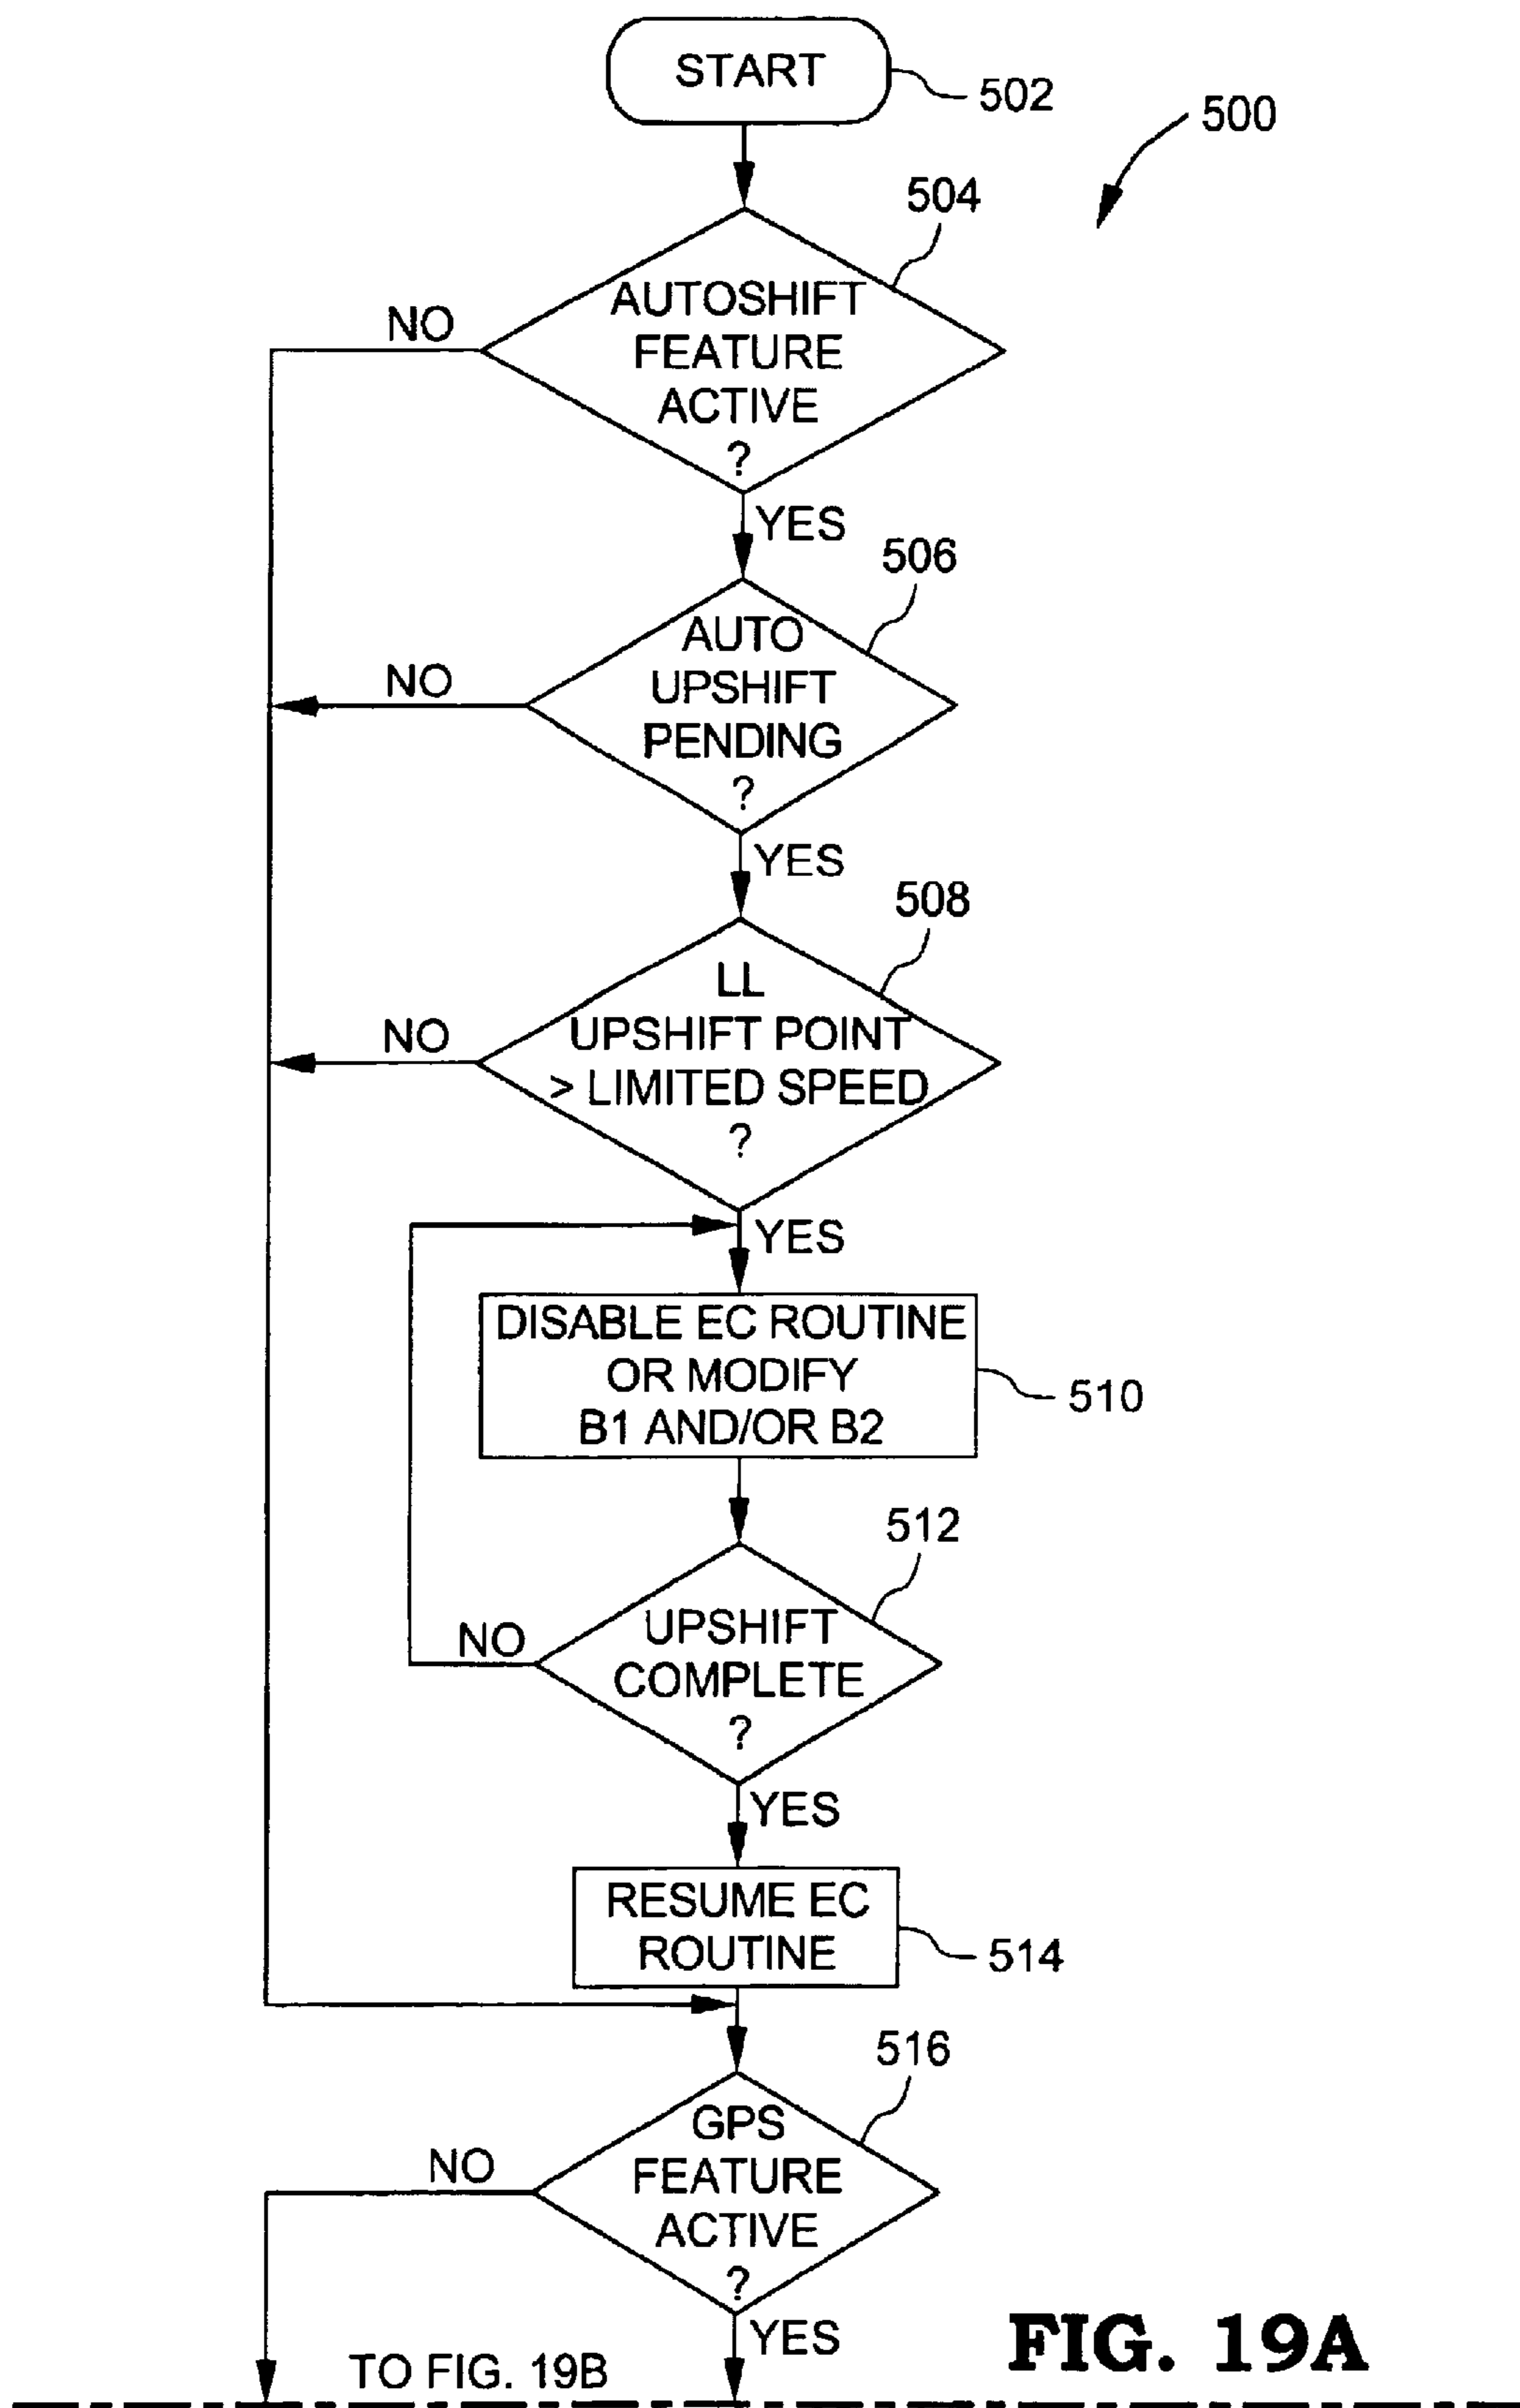 START
502
500
504
AUTOSHIFT
FEATURE
ACTIVE
?
NO
YES
506
AUTO
UPSHIFT
PENDING
?
NO
YES
508
LL
UPSHIFT POINT
> LIMITED SPEED
?
NO
YES
DISABLE EC ROUTINE
OR MODIFY
B1 AND/OR B2
510
512
UPSHIFT
COMPLETE
?
NO
YES
RESUME EC
ROUTINE
514
516
GPS
FEATURE
ACTIVE
?
NO
YES
TO FIG. 19B
FIG. 19A